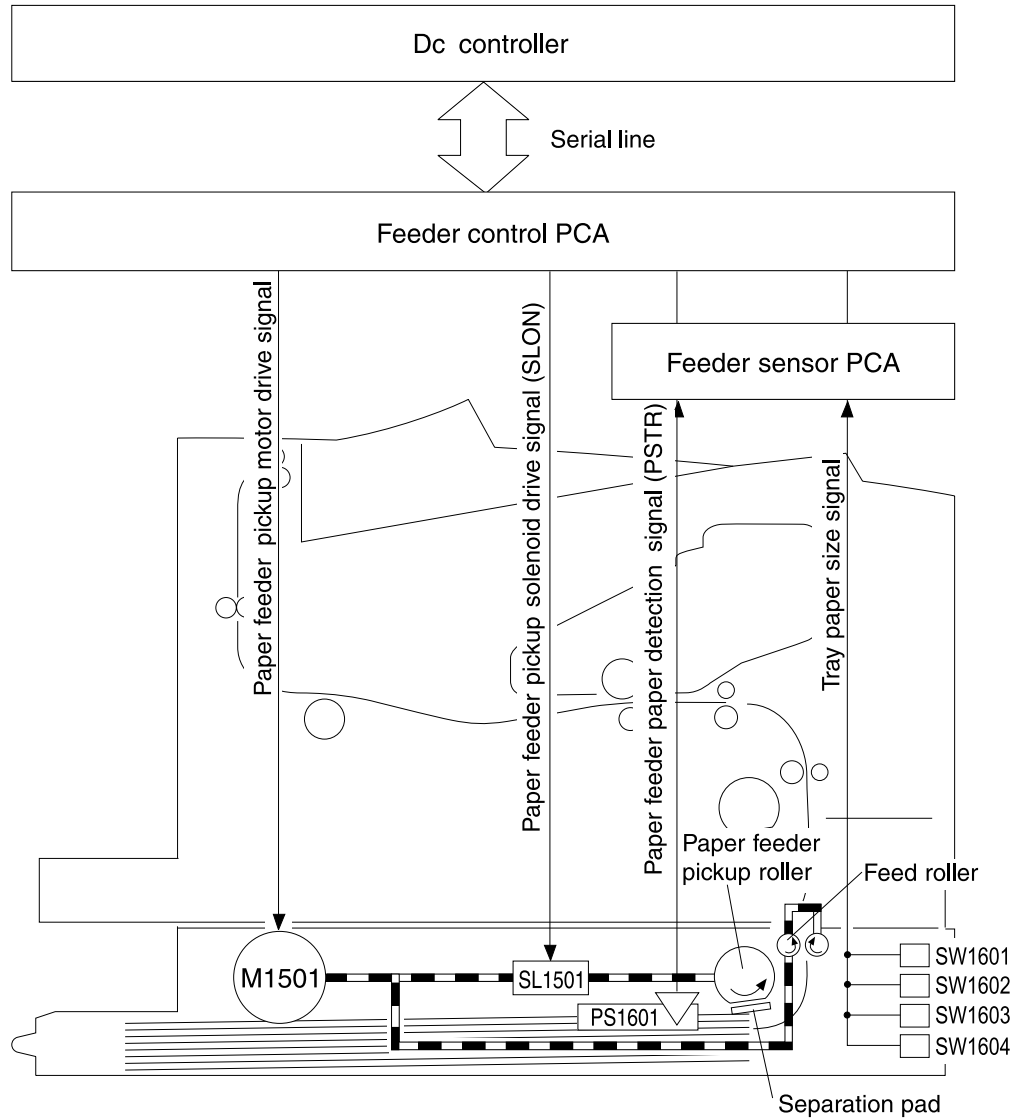 Dc controller
Serial line
Feeder control PCA
Feeder sensor PCA
Paper feeder pickup motor drive signal
Paper feeder pickup solenoid drive signal (SLON)
Paper feeder paper detection signal (PSTR)
Tray paper size signal
Paper feeder
pickup roller
Feed roller
M1501
SL1501
PS1601
SW1601
SW1602
SW1603
SW1604
Separation pad